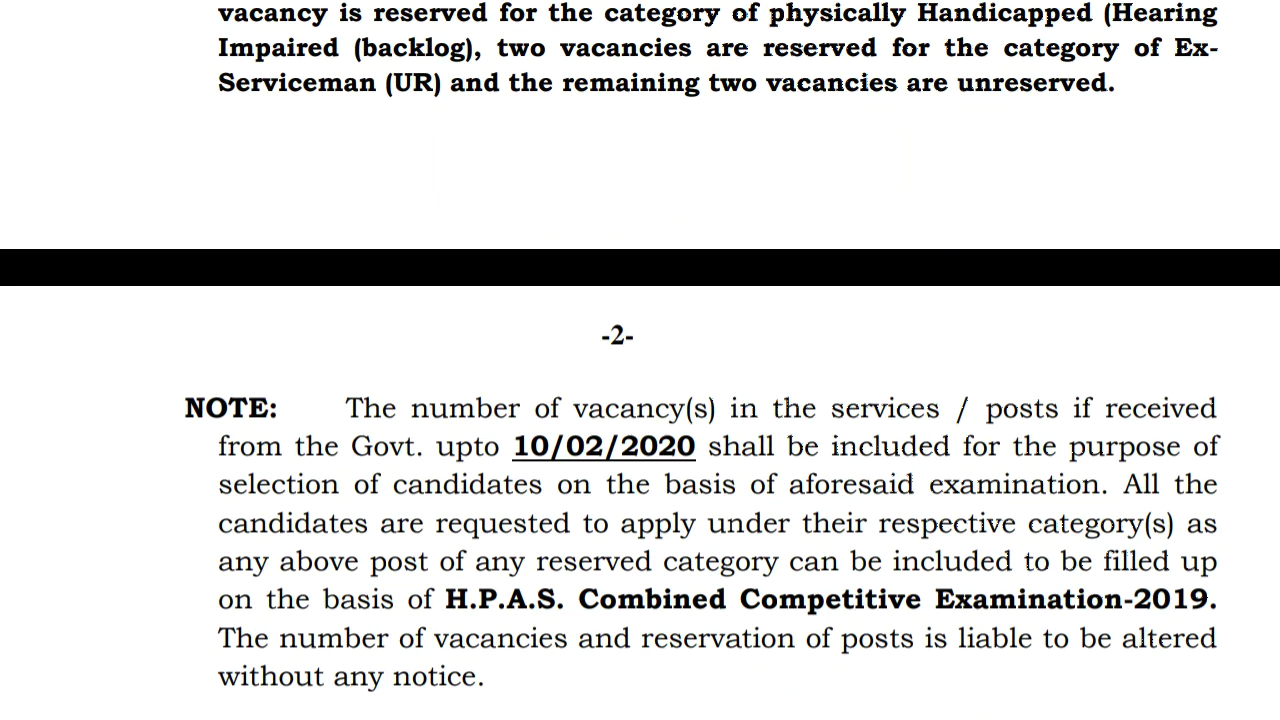 vacancy is reserved for the category of physically Handicapped (Hearing
Impaired (backlog), two vacancies are reserved for the category of Ex-
Serviceman (UR) and the remaining two vacancies are unreserved.
-2-
NOTE: The number of vacancy(s) in the services / posts if received
from the Govt. upto 10/02/2020 shall be included for the purpose of
selection of candidates on the basis of aforesaid examination. All the
candidates are requested to apply under their respective category(s) as
any above post of any reserved category can be included to be filled up
on the basis of H.P.A.S. Combined Competitive Examination-2019.
The number of vacancies and reservation of posts is liable to be altered
without any notice.